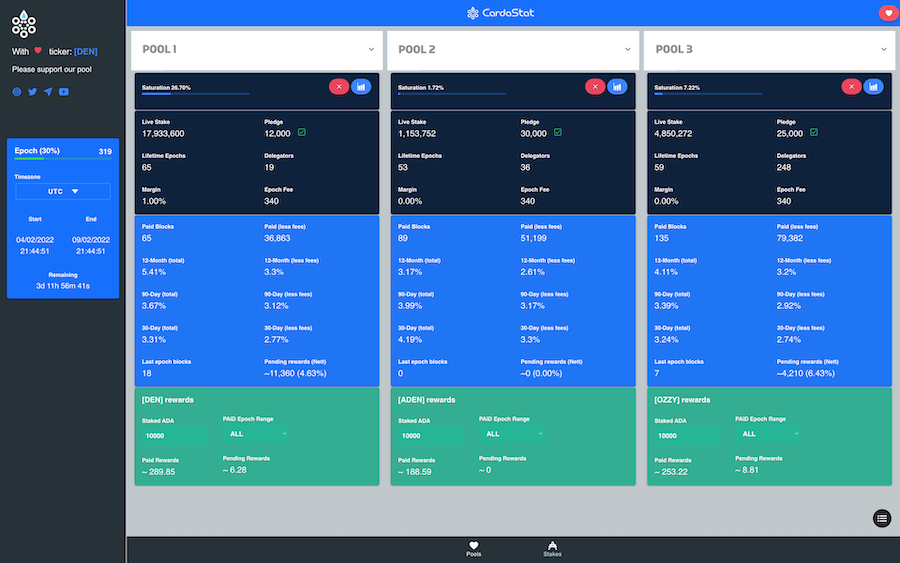 CardaStat
With ticker: [DEN]
Please support our pool
Epoch (30%) 319
Timezone
UTC
Start End
04/02/2022 09/02/2022
21:44:51 21:44:51
Remaining
3d 11h 56m 41s
POOL 1
Saturation 26.70%
Live Stake Pledge
17,933,600 12,000
Lifetime Epochs Delegators
65 19
Margin Epoch Fee
1.00% 340
Paid Blocks Paid (less fees)
65 36,863
12-Month (total) 12-Month (less fees)
5.41% 3.3%
90-Day (total) 90-Day (less fees)
3.67% 3.12%
30-Day (total) 30-Day (less fees)
3.31% 2.77%
Last epoch blocks Pending rewards (Nett)
18 ~11,360 (4.63%)
[DEN] rewards
Staked ADA PAID Epoch Range
10000 ALL
Paid Rewards Pending Rewards
~ 289.85 ~ 6.28
POOL 2
Saturation 1.72%
Live Stake Pledge
1,153,752 30,000
Lifetime Epochs Delegators
53 36
Margin Epoch Fee
0.00% 340
Paid Blocks Paid (less fees)
89 51,199
12-Month (total) 12-Month (less fees)
3.17% 2.61%
90-Day (total) 90-Day (less fees)
3.99% 3.17%
30-Day (total) 30-Day (less fees)
4.19% 3.3%
Last epoch blocks Pending rewards (Nett)
0 ~0 (0.00%)
[ADEN] rewards
Staked ADA PAID Epoch Range
10000 ALL
Paid Rewards Pending Rewards
~ 188.59 ~ 0
POOL 3
Saturation 7.22%
Live Stake Pledge
4,850,272 25,000
Lifetime Epochs Delegators
59 248
Margin Epoch Fee
0.00% 340
Paid Blocks Paid (less fees)
135 79,382
12-Month (total) 12-Month (less fees)
4.11% 3.2%
90-Day (total) 90-Day (less fees)
3.39% 2.92%
30-Day (total) 30-Day (less fees)
3.24% 2.74%
Last epoch blocks Pending rewards (Nett)
7 ~4,210 (6.43%)
[OZZY] rewards
Staked ADA PAID Epoch Range
10000 ALL
Paid Rewards Pending Rewards
~ 253.22 ~ 8.81
Pools Stakes